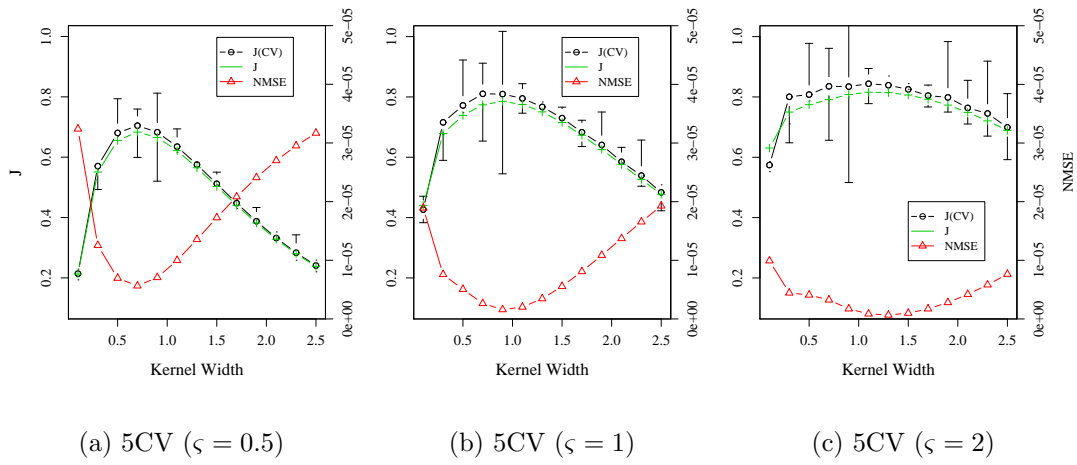 J
0.2
0.4
0.6
0.8
1.0
0.5
1.0
1.5
2.0
2.5
Kernel Width
0e+00
1e-05
2e-05
3e-05
4e-05
5e-05
J(CV)
J
NMSE
0.2
0.4
0.6
0.8
1.0
0.5
1.0
1.5
2.0
2.5
Kernel Width
0e+00
1e-05
2e-05
3e-05
4e-05
5e-05
J(CV)
J
NMSE
0.2
0.4
0.6
0.8
1.0
0.5
1.0
1.5
2.0
2.5
Kernel Width
0e+00
1e-05
2e-05
3e-05
4e-05
5e-05
NMSE
J(CV)
J
NMSE
(a) 5CV (ς = 0.5)
(b) 5CV (ς = 1)
(c) 5CV (ς = 2)